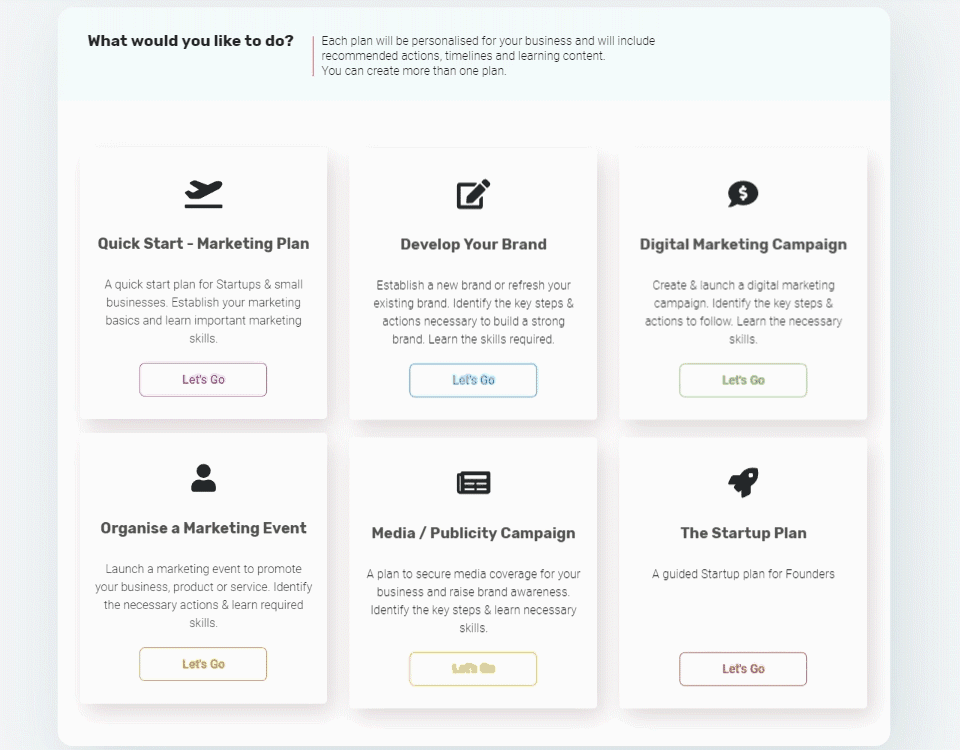 What would you like to do?
Each plan will be personalised for your business and will include
recommended actions, timelines and learning content.
You can create more than one plan.
Quick Start - Marketing Plan
A quick start plan for Startups & small
businesses. Establish your marketing
basics and learn important marketing
skills.
Let's Go
Develop Your Brand
Establish a new brand or refresh your
existing brand. Identify the key steps &
actions necessary to build a strong
brand. Learn the skills required.
Let's Go
Digital Marketing Campaign
Create & launch a digital marketing
campaign. Identify the key steps &
actions to follow. Learn the necessary
skills.
Let's Go
Organise a Marketing Event
Launch a marketing event to promote
your business, product or service. Identify
the necessary actions & learn required
skills.
Let's Go
Media / Publicity Campaign
A plan to secure media coverage for your
business and raise brand awareness.
Identify the key steps & learn necessary
skills.
Let's Go
The Startup Plan
A guided Startup plan for Founders
Let's Go